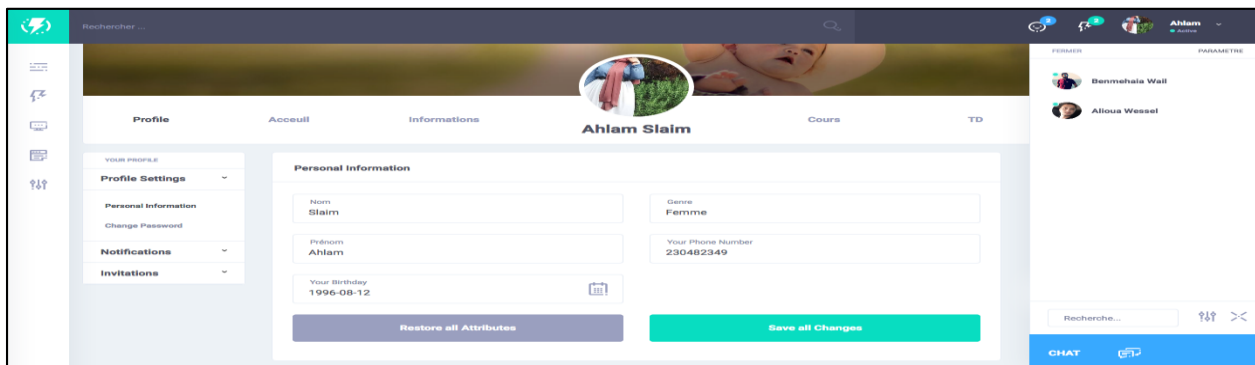 Rechercher ...
Ahlam
Active
FERMER
PARAMETRE
Benmehaia Wail
Alioua Wessel
Profile
Acceuil
Informations
Ahlam Slaim
Cours
TD
YOUR PROFILE
Profile Settings
Personal Information
Change Password
Notifications
Invitations
Personal Information
Nom
Slaim
Genre
Femme
Prénom
Ahlam
Your Phone Number
230482349
Your Birthday
1996-08-12
Restore all Attributes
Save all Changes
Recherche...
CHAT